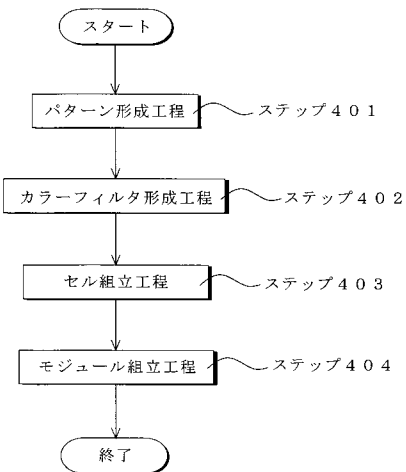 スタート
パターン形成工程 ステップ401
カラーフィルタ形成工程 ステップ402
セル組立工程 ステップ403
モジュール組立工程 ステップ404
終了